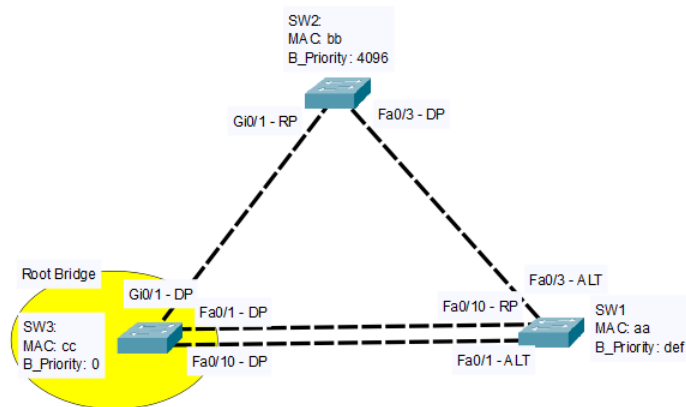 SW2:
MAC: bb
B_Priority: 4096
Gi0/1 - RP
Fa0/3 - DP
Root Bridge
Gi0/1 - DP
Fa0/3 - ALT
SW3:
MAC: cc
B_Priority: 0
Fa0/1 - DP
Fa0/10 - RP
SW1
MAC: aa
B_Priority: def
Fa0/10 - DP
Fa0/1 - ALT